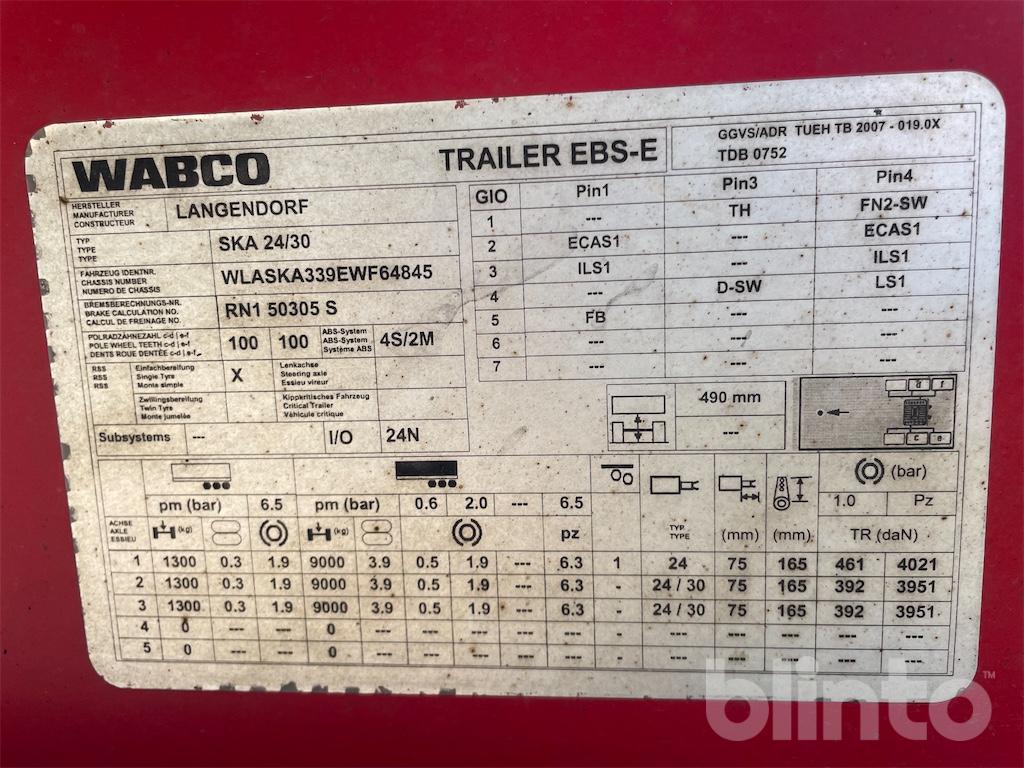 WABCO
TRAILER EBS-E
GGVS/ADR TUEH TB 2007 - 019.0X
TDB 0752
HERSTELLER
MANUFACTURER
CONSTRUCTEUR
LANGENDORF
TYP
TYPE
TYPE
SKA 24/30
FAHRZEUG IDENTNR.
CHASSIS NUMBER
NUMERO DE CHASSIS
WLASKA339EWF64845
BREMSBERECHNUNGS-NR.
BRAKE CALCULATION NO.
CALCUL DE FREINAGE NO.
RN1 50305 S
POLRADZÄHNEZAHL c-d | e-f
POLE WHEEL TEETH c-d | e-f
DENTS ROUE DENTÉE c-d | e-f
100 100
ABS-System
ABS-System
Système ABS
4S/2M
RSS Einfachbereifung
RSS Single Tyre
RSS Monte simple
X
Lenkachse
Steering axle
Essieu vireur
Zwillingsbereifung
Twin Tyre
Monte jumelée
Kippkritisches Fahrzeug
Critical Trailer
Véhicule critique
Subsystems --- I/O 24N
GIO Pin1 Pin3 Pin4
1 --- TH FN2-SW
2 ECAS1 --- ECAS1
3 ILS1 --- ILS1
4 --- D-SW LS1
5 FB --- ---
6 --- --- ---
7 --- --- ---
490 mm
---
d f
c e
pm (bar) 6.5 pm (bar) 0.6 2.0 --- 6.5
(bar)
1.0 Pz
ACHSE
AXLE
ESSIEU
(kg) (kg) pz
TYP
TYPE
(mm) (mm) TR (daN)
1 1300 0.3 1.9 9000 3.9 0.5 1.9 --- 6.3 1 24 75 165 461 4021
2 1300 0.3 1.9 9000 3.9 0.5 1.9 --- 6.3 - 24 / 30 75 165 392 3951
3 1300 0.3 1.9 9000 3.9 0.5 1.9 --- 6.3 - 24 / 30 75 165 392 3951
4 0 --- --- 0 --- --- --- --- --- - --- --- --- --- ---
5 0 --- --- 0 --- --- --- --- --- - --- --- --- --- ---
blinto™